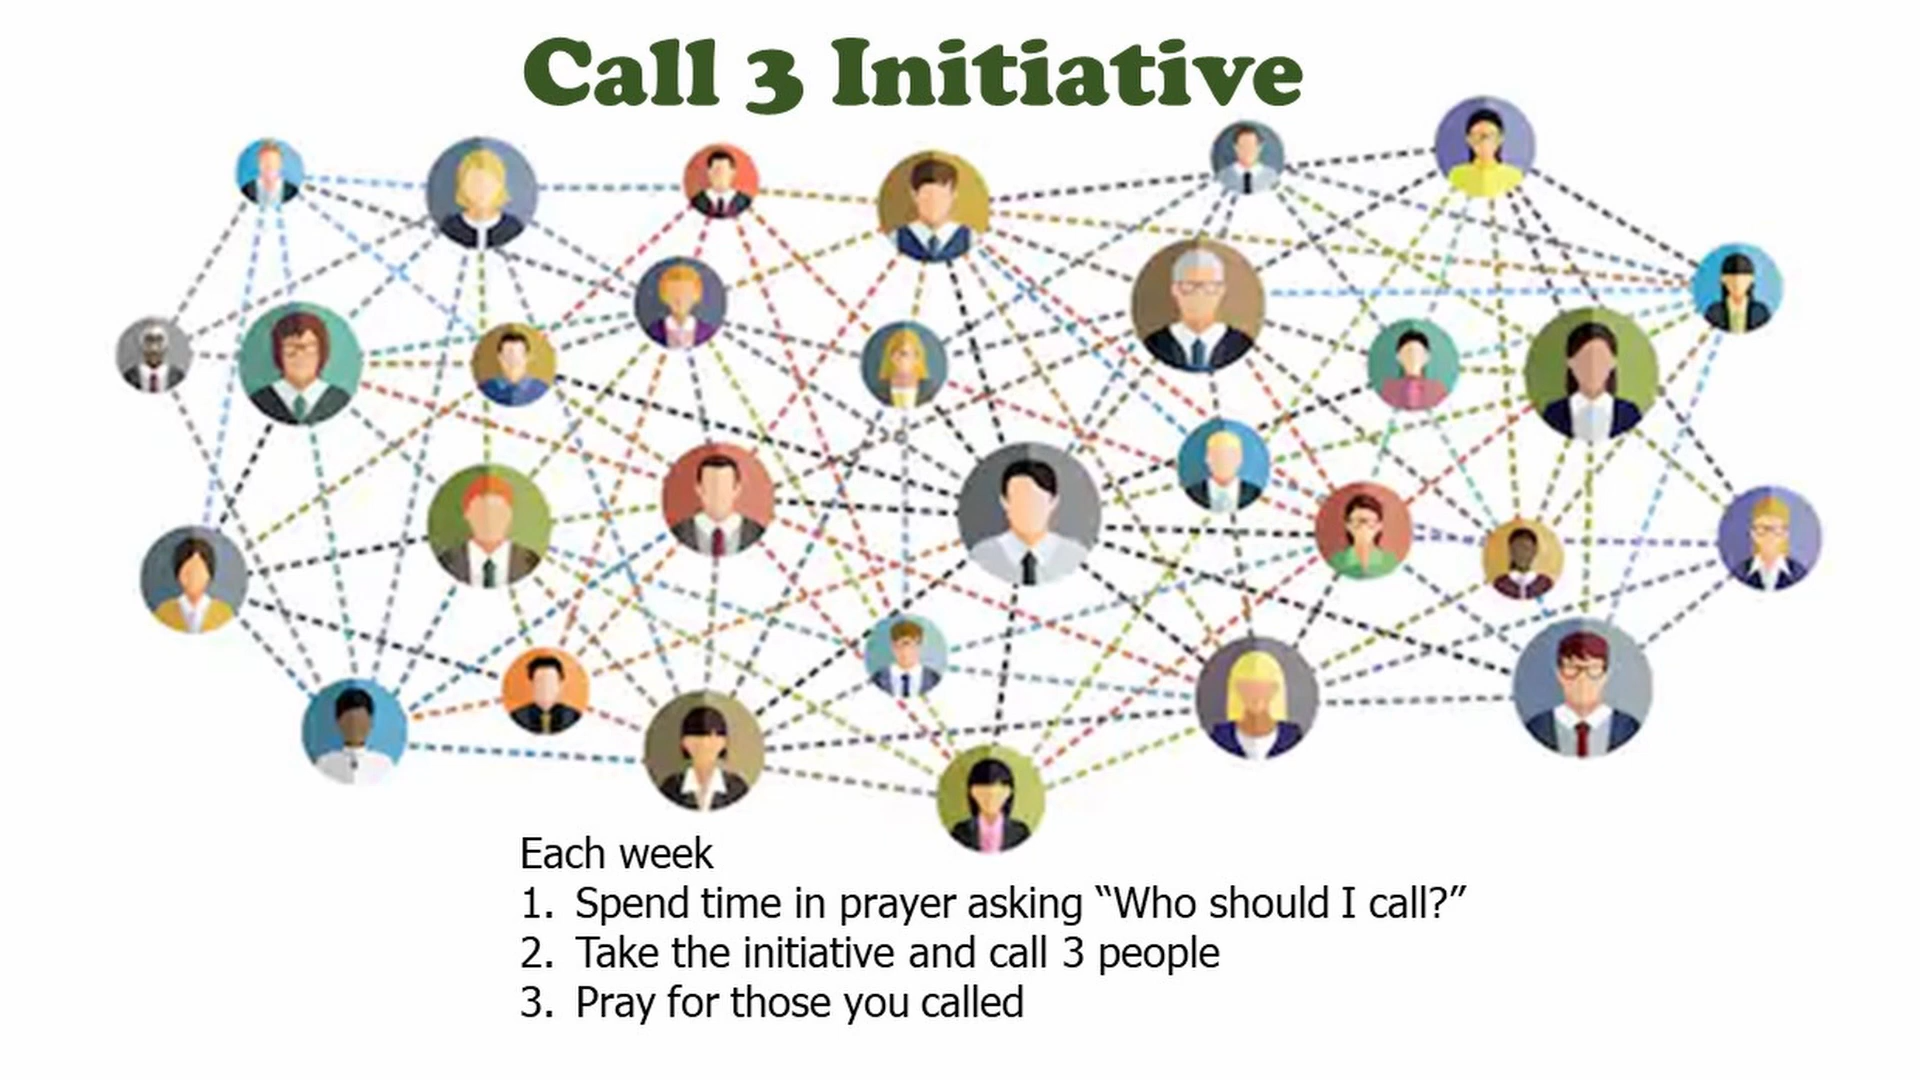 Call 3 Initiative
Each week
1. Spend time in prayer asking “Who should I call?”
2. Take the initiative and call 3 people
3. Pray for those you called